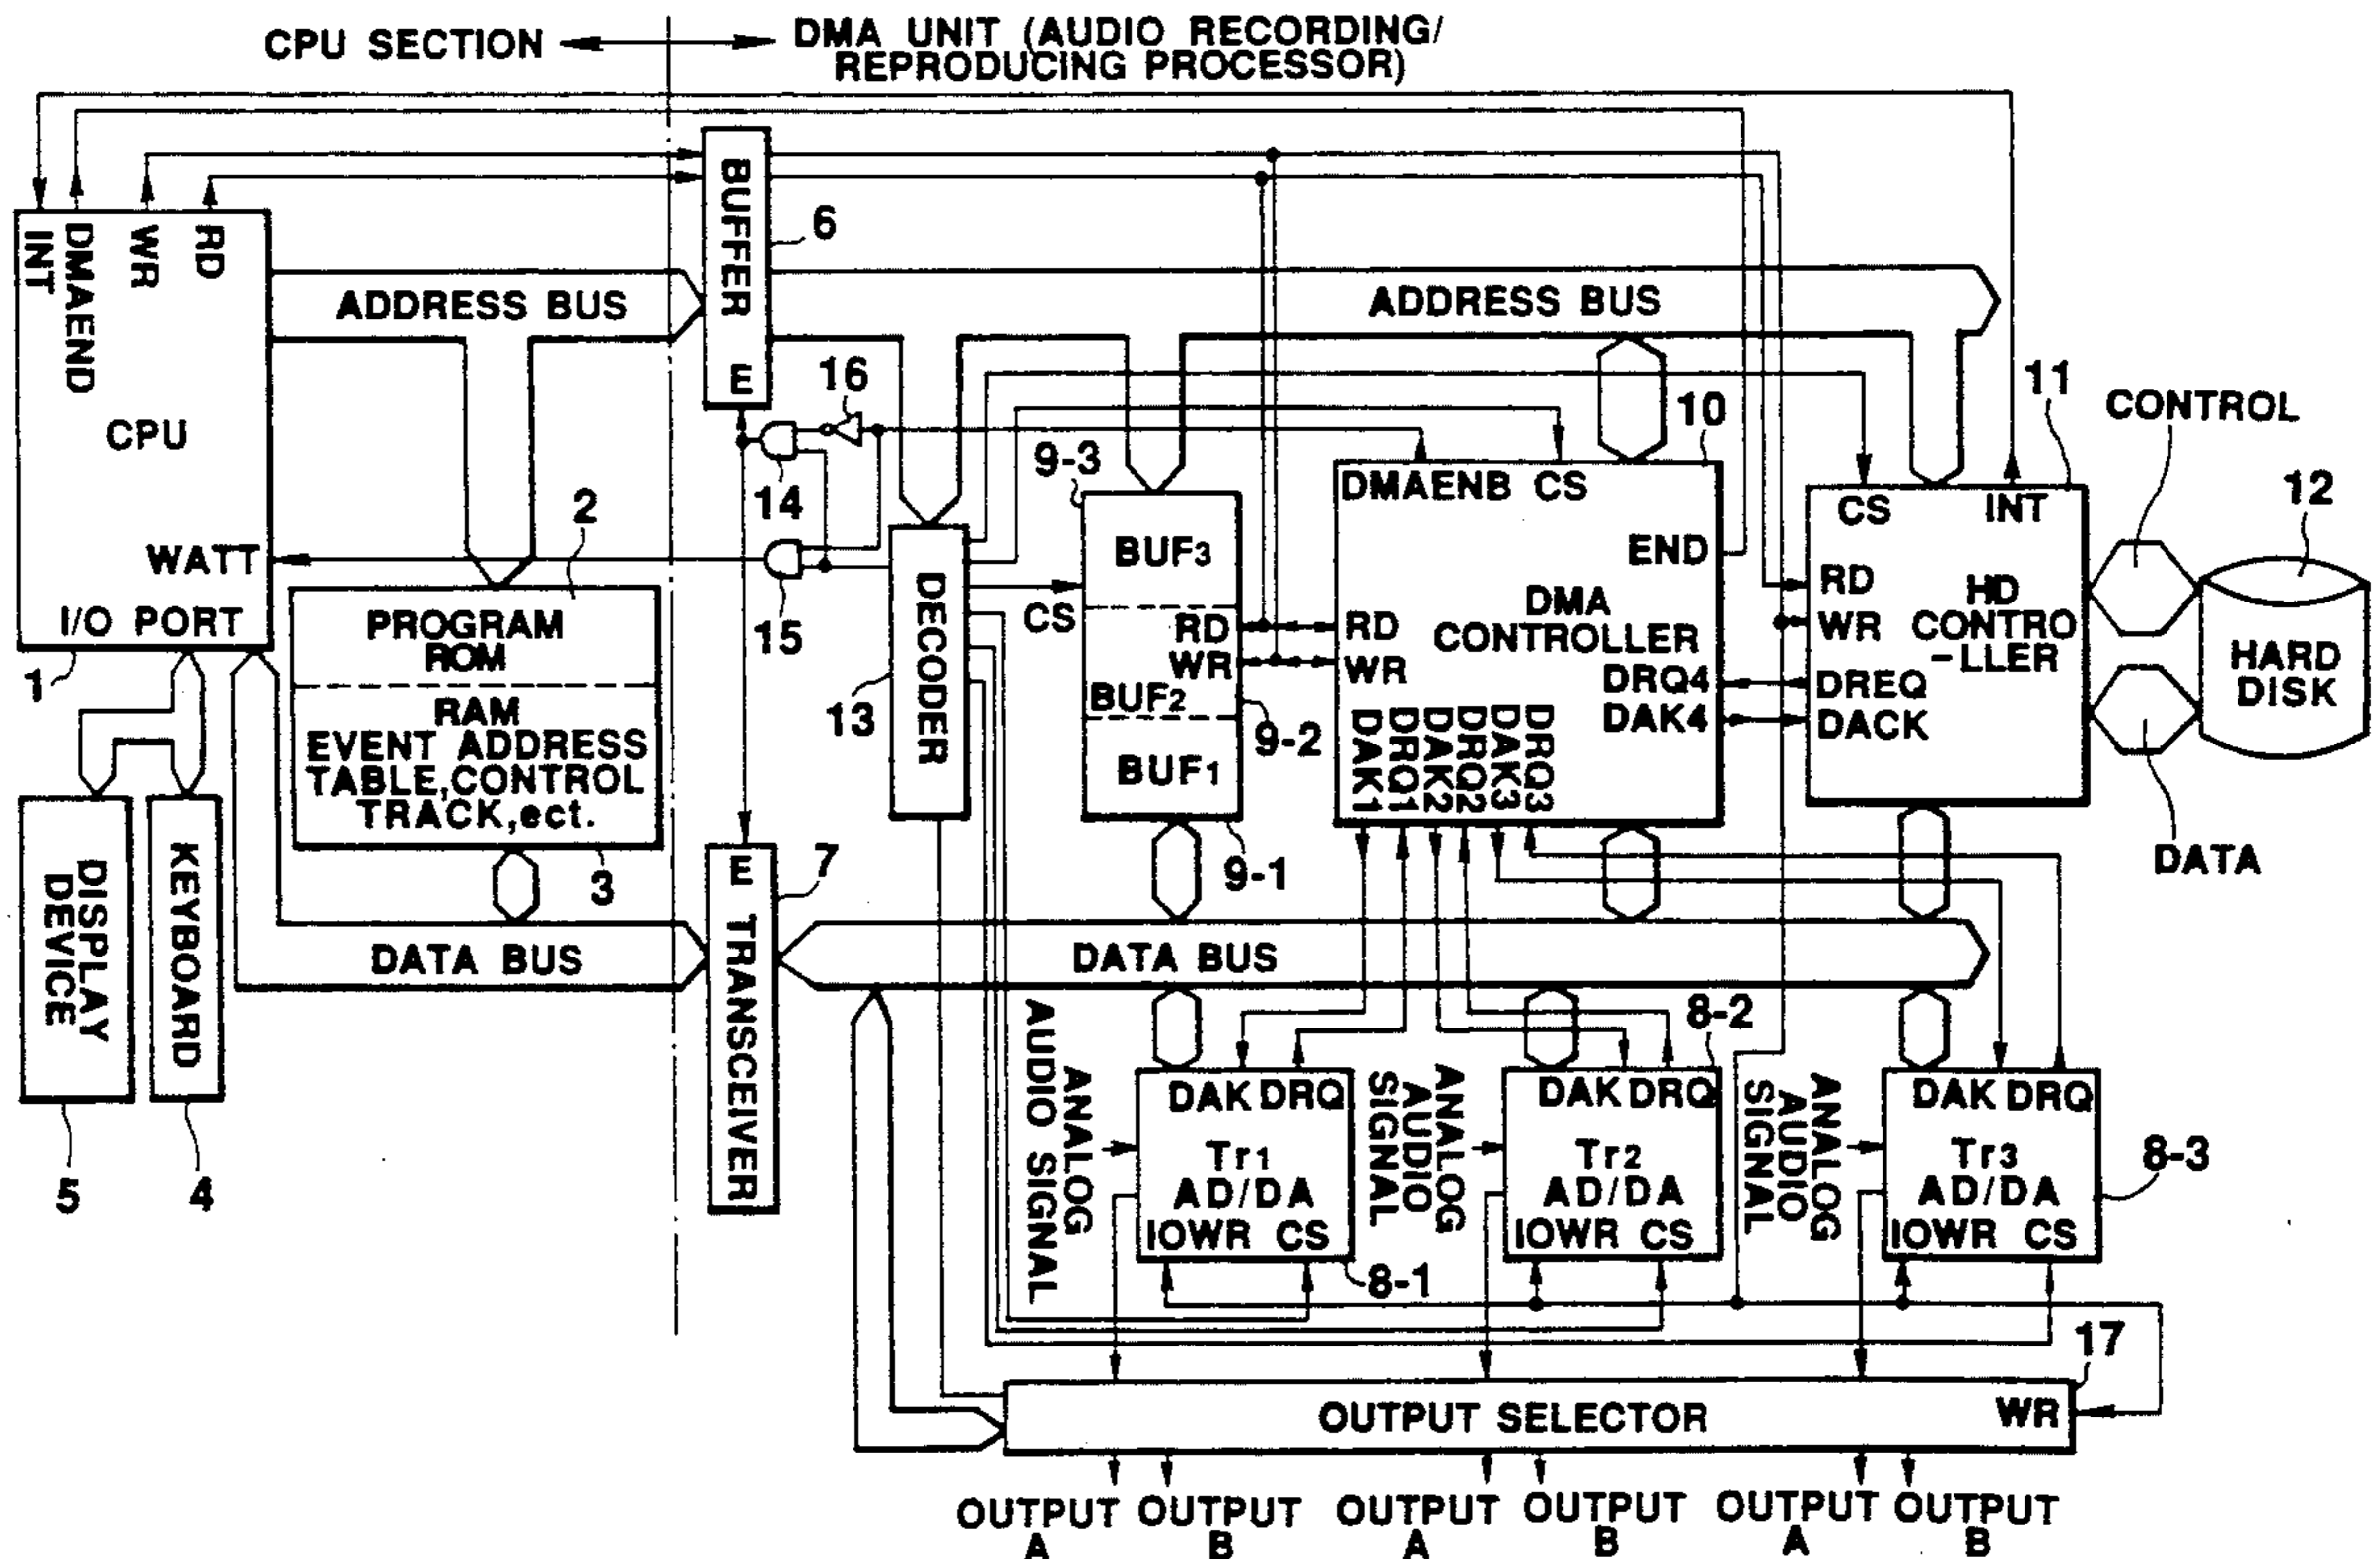 CPU SECTION
DMA UNIT (AUDIO RECORDING/
REPRODUCING PROCESSOR)
INT
DMAEND
WR
RD
CPU
WATT
I/O PORT
1
ADDRESS BUS
BUFFER
E
6
ADDRESS BUS
16
14
15
2
PROGRAM
ROM
RAM
EVENT ADDRESS
TABLE,CONTROL
TRACK,ect.
3
DISPLAY
DEVICE
5
KEYBOARD
4
DATA BUS
E
TRANSCEIVER
7
DATA BUS
DECODER
13
9-3
BUF3
CS
RD
WR
BUF2
9-2
BUF1
9-1
10
DMAENB CS
END
DMA
CONTROLLER
RD
WR
DRQ4
DAK4
DAK1
DRQ1
DAK2
DRQ2
DAK3
DRQ3
11
CS
INT
RD
WR
HD
CONTRO
-LLER
DREQ
DACK
CONTROL
12
HARD
DISK
DATA
ANALOG
AUDIO SIGNAL
DAK DRQ
Tr1
AD/DA
IOWR CS
8-1
ANALOG
AUDIO
SIGNAL
8-2
DAK DRQ
Tr2
AD/DA
IOWR CS
ANALOG
AUDIO
SIGNAL
DAK DRQ
Tr3
AD/DA
IOWR CS
8-3
17
OUTPUT SELECTOR
WR
OUTPUT
A
OUTPUT
B
OUTPUT
A
OUTPUT
B
OUTPUT
A
OUTPUT
B